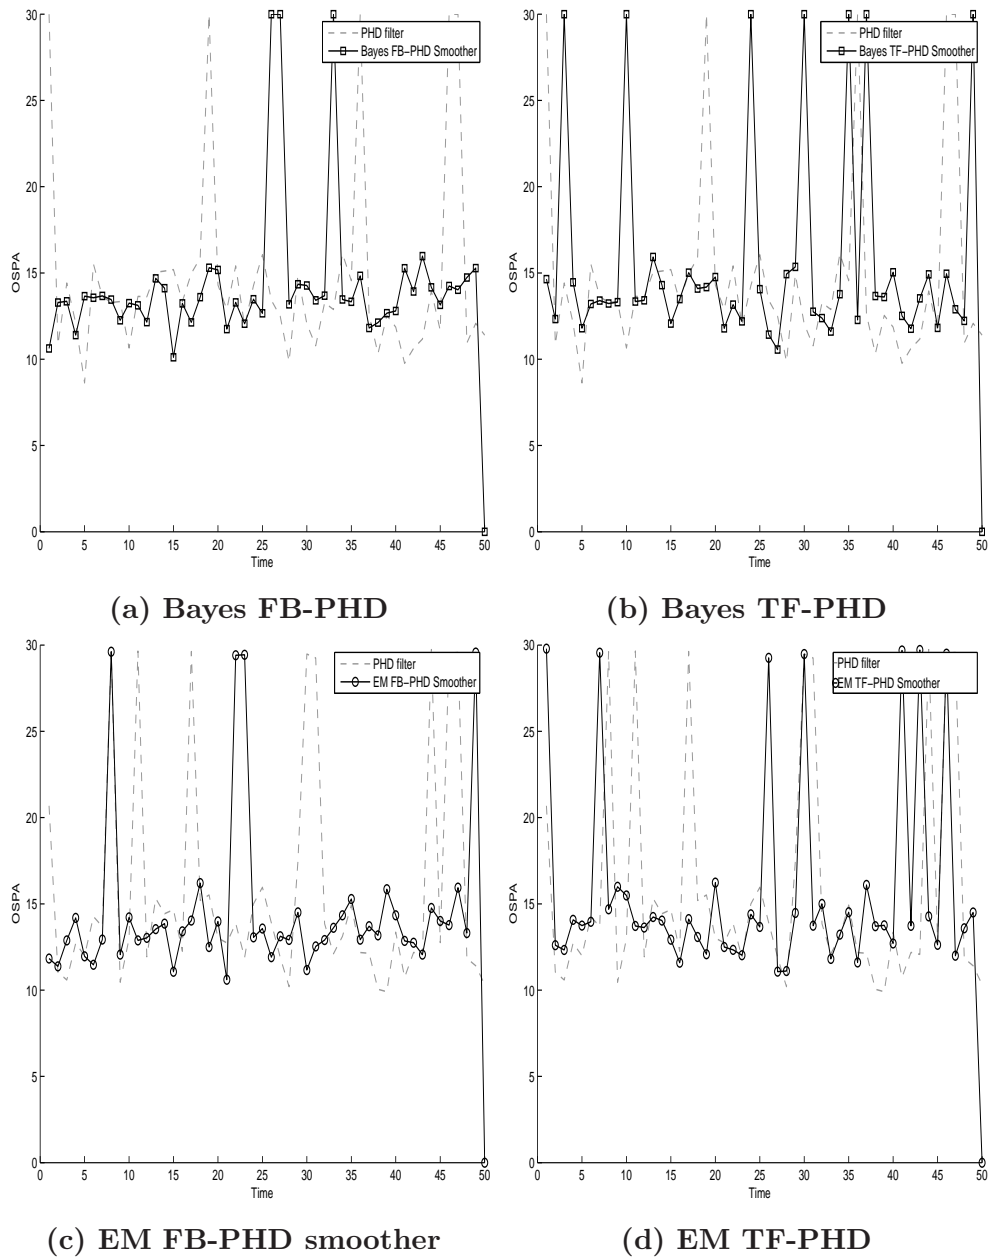 30
25
20
15
10
5
0
OSPA
PHD filter
Bayes FB−PHD Smoother
0 5 10 15 20 25 30 35 40 45 50
Time
(a) Bayes FB-PHD
30
25
20
15
10
5
0
OSPA
PHD filter
Bayes TF−PHD Smoother
0 5 10 15 20 25 30 35 40 45 50
Time
(b) Bayes TF-PHD
30
25
20
15
10
5
0
OSPA
PHD filter
EM FB−PHD Smoother
0 5 10 15 20 25 30 35 40 45 50
Time
(c) EM FB-PHD smoother
30
25
20
15
10
5
0
OSPA
PHD filter
EM TF−PHD Smoother
0 5 10 15 20 25 30 35 40 45 50
Time
(d) EM TF-PHD